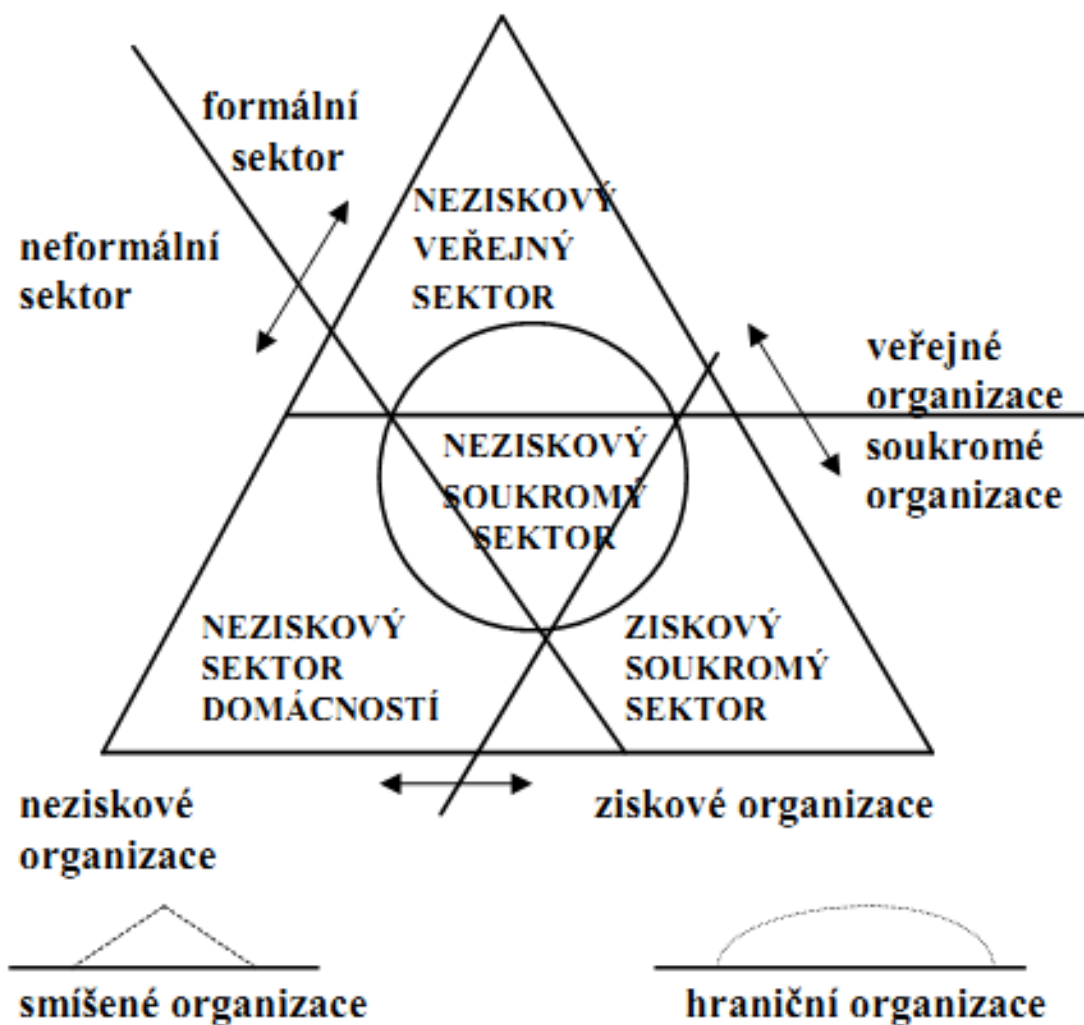 formální
sektor
neformální
sektor
NEZISKOVÝ
VEŘEJNÝ
SEKTOR
veřejné
organizace
soukromé
organizace
NEZISKOVÝ
SOUKROMÝ
SEKTOR
NEZISKOVÝ
SEKTOR
DOMÁCNOSTÍ
ZISKOVÝ
SOUKROMÝ
SEKTOR
neziskové
organizace
ziskové organizace
smíšené organizace
hraniční organizace